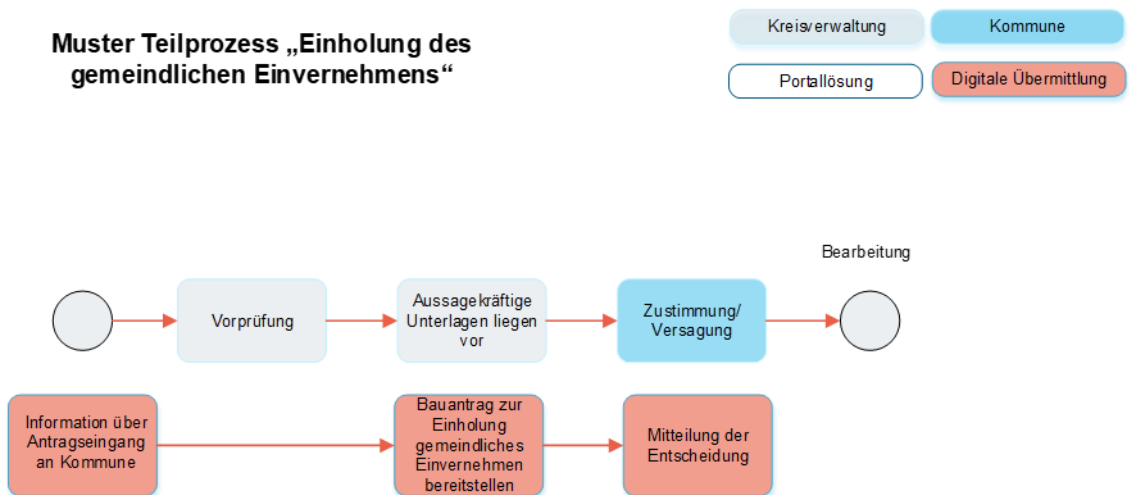 Muster Teilprozess „Einholung des
gemeindlichen Einvernehmens“
Kreisverwaltung
Kommune
Portallösung
Digitale Übermittlung
Bearbeitung
Vorprüfung
Aussagekräftige
Unterlagen liegen
vor
Zustimmung/
Versagung
Information über
Antragseingang
an Kommune
Bauantrag zur
Einholung
gemeindliches
Einvernehmen
bereitstellen
Mitteilung der
Entscheidung